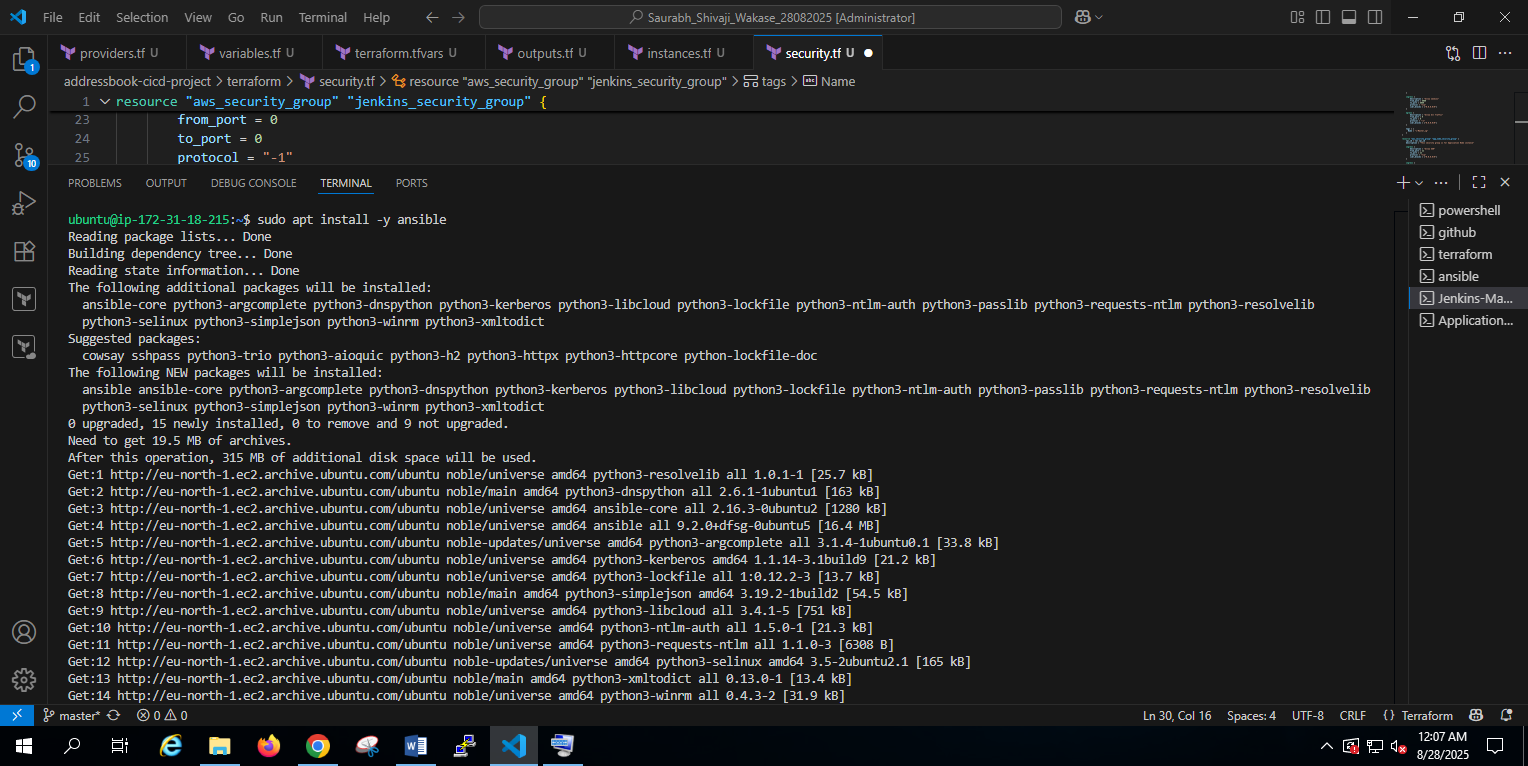 File Edit Selection View Go Run Terminal Help
Saurabh_Shivaji_Wakase_28082025 [Administrator]
providers.tf U variables.tf U terraform.tfvars U outputs.tf U instances.tf U security.tf U
addressbook-cicd-project > terraform > security.tf > resource "aws_security_group" "jenkins_security_group" > tags > Name
1 resource "aws_security_group" "jenkins_security_group" {
23 from_port = 0
24 to_port = 0
25 protocol = "-1"
1
10
PROBLEMS OUTPUT DEBUG CONSOLE TERMINAL PORTS
ubuntu@ip-172-31-18-215:~$ sudo apt install -y ansible
Reading package lists... Done
Building dependency tree... Done
Reading state information... Done
The following additional packages will be installed:
ansible-core python3-argcomplete python3-dnspython python3-kerberos python3-libcloud python3-lockfile python3-ntlm-auth python3-passlib python3-requests-ntlm python3-resolvelib
python3-selinux python3-simplejson python3-winrm python3-xmltodict
Suggested packages:
cowsay sshpass python3-trio python3-aioquic python3-h2 python3-httpx python3-httpcore python-lockfile-doc
The following NEW packages will be installed:
ansible ansible-core python3-argcomplete python3-dnspython python3-kerberos python3-libcloud python3-lockfile python3-ntlm-auth python3-passlib python3-requests-ntlm python3-resolvelib
python3-selinux python3-simplejson python3-winrm python3-xmltodict
0 upgraded, 15 newly installed, 0 to remove and 9 not upgraded.
Need to get 19.5 MB of archives.
After this operation, 315 MB of additional disk space will be used.
Get:1 http://eu-north-1.ec2.archive.ubuntu.com/ubuntu noble/universe amd64 python3-resolvelib all 1.0.1-1 [25.7 kB]
Get:2 http://eu-north-1.ec2.archive.ubuntu.com/ubuntu noble/main amd64 python3-dnspython all 2.6.1-1ubuntu1 [163 kB]
Get:3 http://eu-north-1.ec2.archive.ubuntu.com/ubuntu noble/universe amd64 ansible-core all 2.16.3-0ubuntu2 [1280 kB]
Get:4 http://eu-north-1.ec2.archive.ubuntu.com/ubuntu noble/universe amd64 ansible all 9.2.0+dfsg-0ubuntu5 [16.4 MB]
Get:5 http://eu-north-1.ec2.archive.ubuntu.com/ubuntu noble-updates/universe amd64 python3-argcomplete all 3.1.4-1ubuntu0.1 [33.8 kB]
Get:6 http://eu-north-1.ec2.archive.ubuntu.com/ubuntu noble/universe amd64 python3-kerberos amd64 1.1.14-3.1build9 [21.2 kB]
Get:7 http://eu-north-1.ec2.archive.ubuntu.com/ubuntu noble/universe amd64 python3-lockfile all 1:0.12.2-3 [13.7 kB]
Get:8 http://eu-north-1.ec2.archive.ubuntu.com/ubuntu noble/main amd64 python3-simplejson amd64 3.19.2-1build2 [54.5 kB]
Get:9 http://eu-north-1.ec2.archive.ubuntu.com/ubuntu noble/universe amd64 python3-libcloud all 3.4.1-5 [751 kB]
Get:10 http://eu-north-1.ec2.archive.ubuntu.com/ubuntu noble/universe amd64 python3-ntlm-auth all 1.5.0-1 [21.3 kB]
Get:11 http://eu-north-1.ec2.archive.ubuntu.com/ubuntu noble/universe amd64 python3-requests-ntlm all 1.1.0-3 [6308 B]
Get:12 http://eu-north-1.ec2.archive.ubuntu.com/ubuntu noble-updates/universe amd64 python3-selinux amd64 3.5-2ubuntu2.1 [165 kB]
Get:13 http://eu-north-1.ec2.archive.ubuntu.com/ubuntu noble/main amd64 python3-xmltodict all 0.13.0-1 [13.4 kB]
Get:14 http://eu-north-1.ec2.archive.ubuntu.com/ubuntu noble/universe amd64 python3-winrm all 0.4.3-2 [31.9 kB]
powershell
github
terraform
ansible
Jenkins-Ma...
Application...
master* 0 0 Ln 30, Col 16 Spaces: 4 UTF-8 CRLF {} Terraform
12:07 AM
8/28/2025